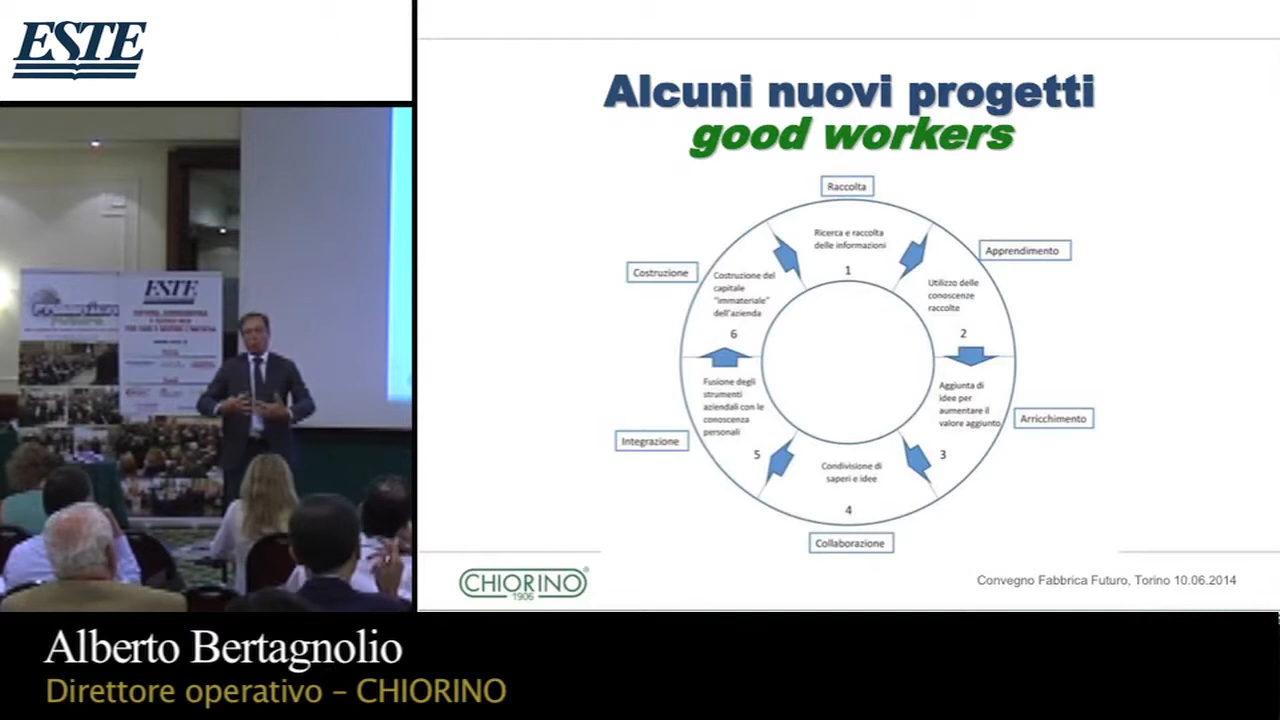 ESTE
Alcuni nuovi progetti
good workers
Raccolta
Ricerca e raccolta
delle informazioni
1
Apprendimento
Utilizzo delle
conoscenze
raccolte
2
Aggiunta di
idee per
aumentare il
valore aggiunto
Arricchimento
3
Condivisione di
saperi e idee
4
Collaborazione
Fusione degli
strumenti
aziendali con le
conoscenza
personali
Integrazione
5
Costruzione
Costruzione del
capitale
"immateriale"
dell'azienda
6
CHIORINO®
1906
Convegno Fabbrica Futuro, Torino 10.06.2014
ESTE
Alberto Bertagnolio
Direttore operativo – CHIORINO